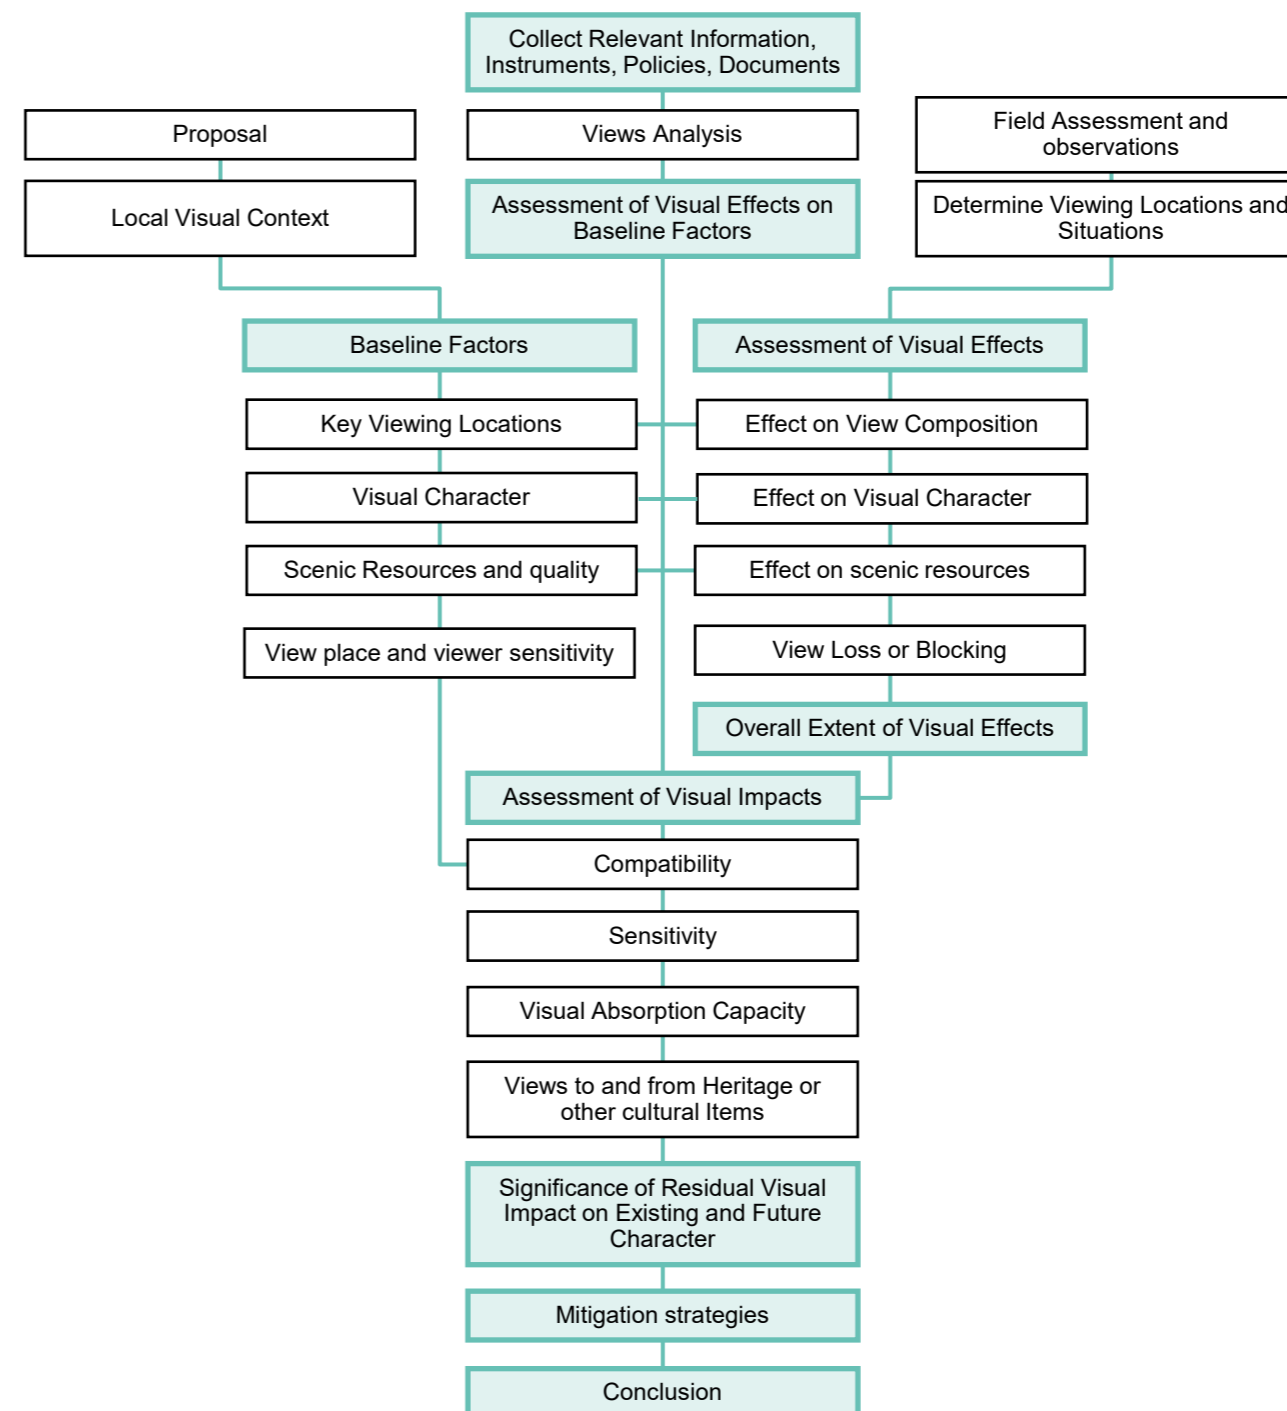 Collect Relevant Information,
Instruments, Policies, Documents
Proposal
Views Analysis
Field Assessment and
observations
Local Visual Context
Assessment of Visual Effects on
Baseline Factors
Determine Viewing Locations and
Situations
Baseline Factors
Assessment of Visual Effects
Key Viewing Locations
Effect on View Composition
Visual Character
Effect on Visual Character
Scenic Resources and quality
Effect on scenic resources
View place and viewer sensitivity
View Loss or Blocking
Overall Extent of Visual Effects
Assessment of Visual Impacts
Compatibility
Sensitivity
Visual Absorption Capacity
Views to and from Heritage or
other cultural Items
Significance of Residual Visual
Impact on Existing and Future
Character
Mitigation strategies
Conclusion